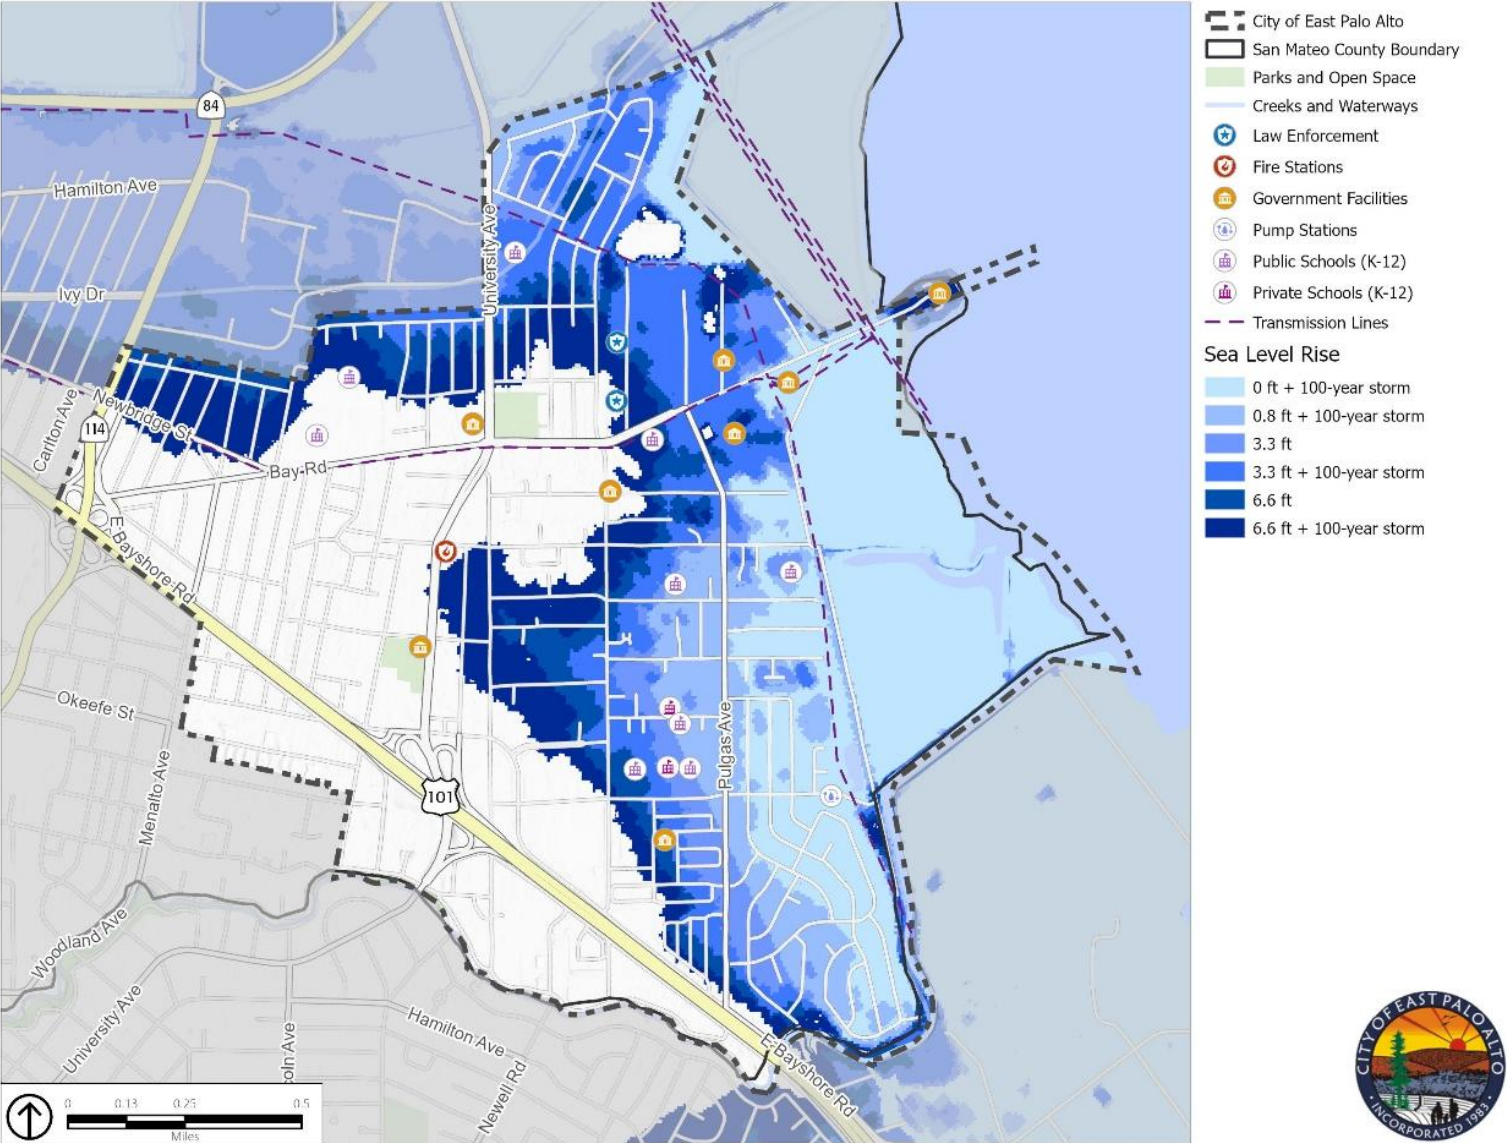 84
Hamilton Ave
University Ave
Ivy Dr
Newbridge St
Carlton Ave
114
Bay Rd
E Bayshore Rd
Okeefe St
Menalto Ave
101
Pulgas Ave
Woodland Ave
University Ave
coln Ave
Hamilton Ave
Newell Rd
E Bayshore Rd
0 0.13 0.25 0.5
Miles
City of East Palo Alto
San Mateo County Boundary
Parks and Open Space
Creeks and Waterways
Law Enforcement
Fire Stations
Government Facilities
Pump Stations
Public Schools (K-12)
Private Schools (K-12)
Transmission Lines
Sea Level Rise
0 ft + 100-year storm
0.8 ft + 100-year storm
3.3 ft
3.3 ft + 100-year storm
6.6 ft
6.6 ft + 100-year storm
CITY OF EAST PALO ALTO
INCORPORATED 1983